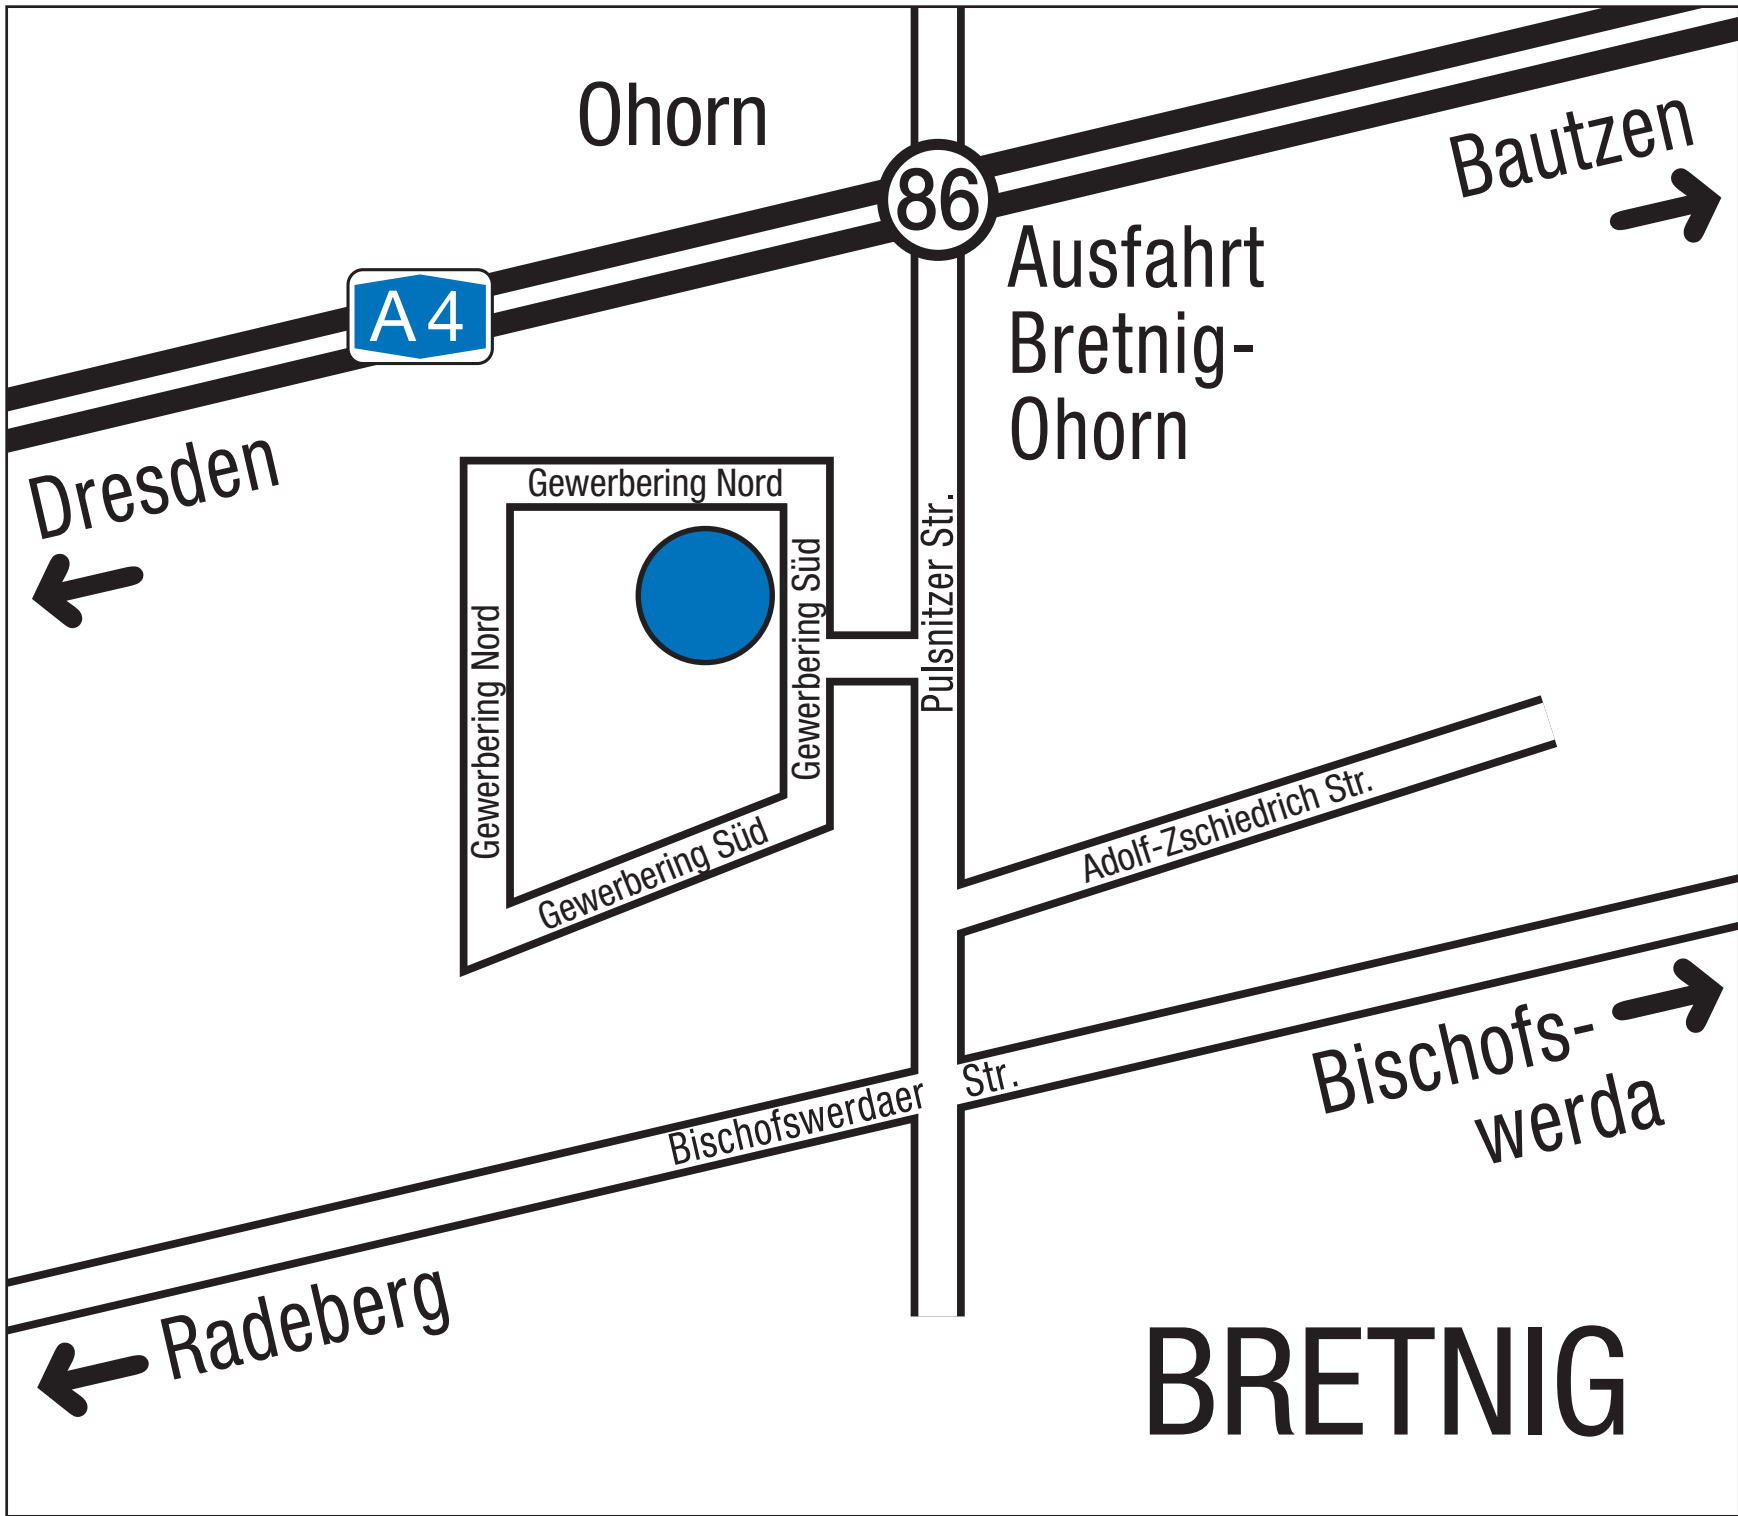 Ohorn
Bautzen
86
Ausfahrt
Bretnig-
Ohorn
A 4
Dresden
Gewerbering Nord
Gewerbering Süd
Pulsnitzer Str.
Gewerbering Nord
Gewerbering Süd
Adolf-Zschiedrich Str.
Bischofswerdaer Str.
Bischofs-
werda
Radeberg
BRETNIG